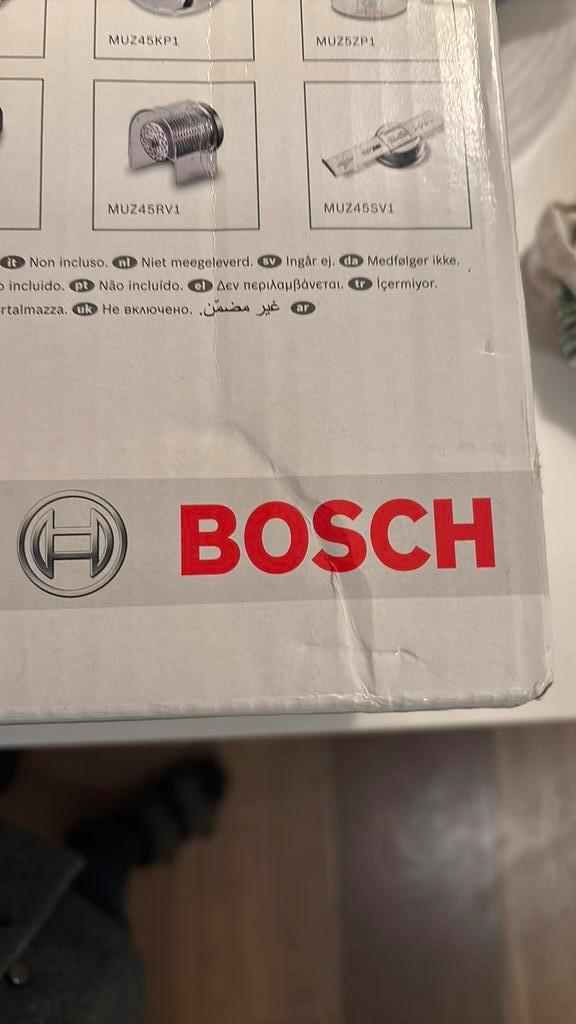 MUZ45KP1 MUZ5ZP1
MUZ45RV1 MUZ45SV1
it Non incluso. nl Niet meegeleverd. sv Ingår ej. da Medfølger ikke.
o incluido. pt Não incluído. el Δεν περιλαμβάνεται. tr İçermiyor.
rtalmazza. uk Не включено. غير مضمّن. ar
BOSCH